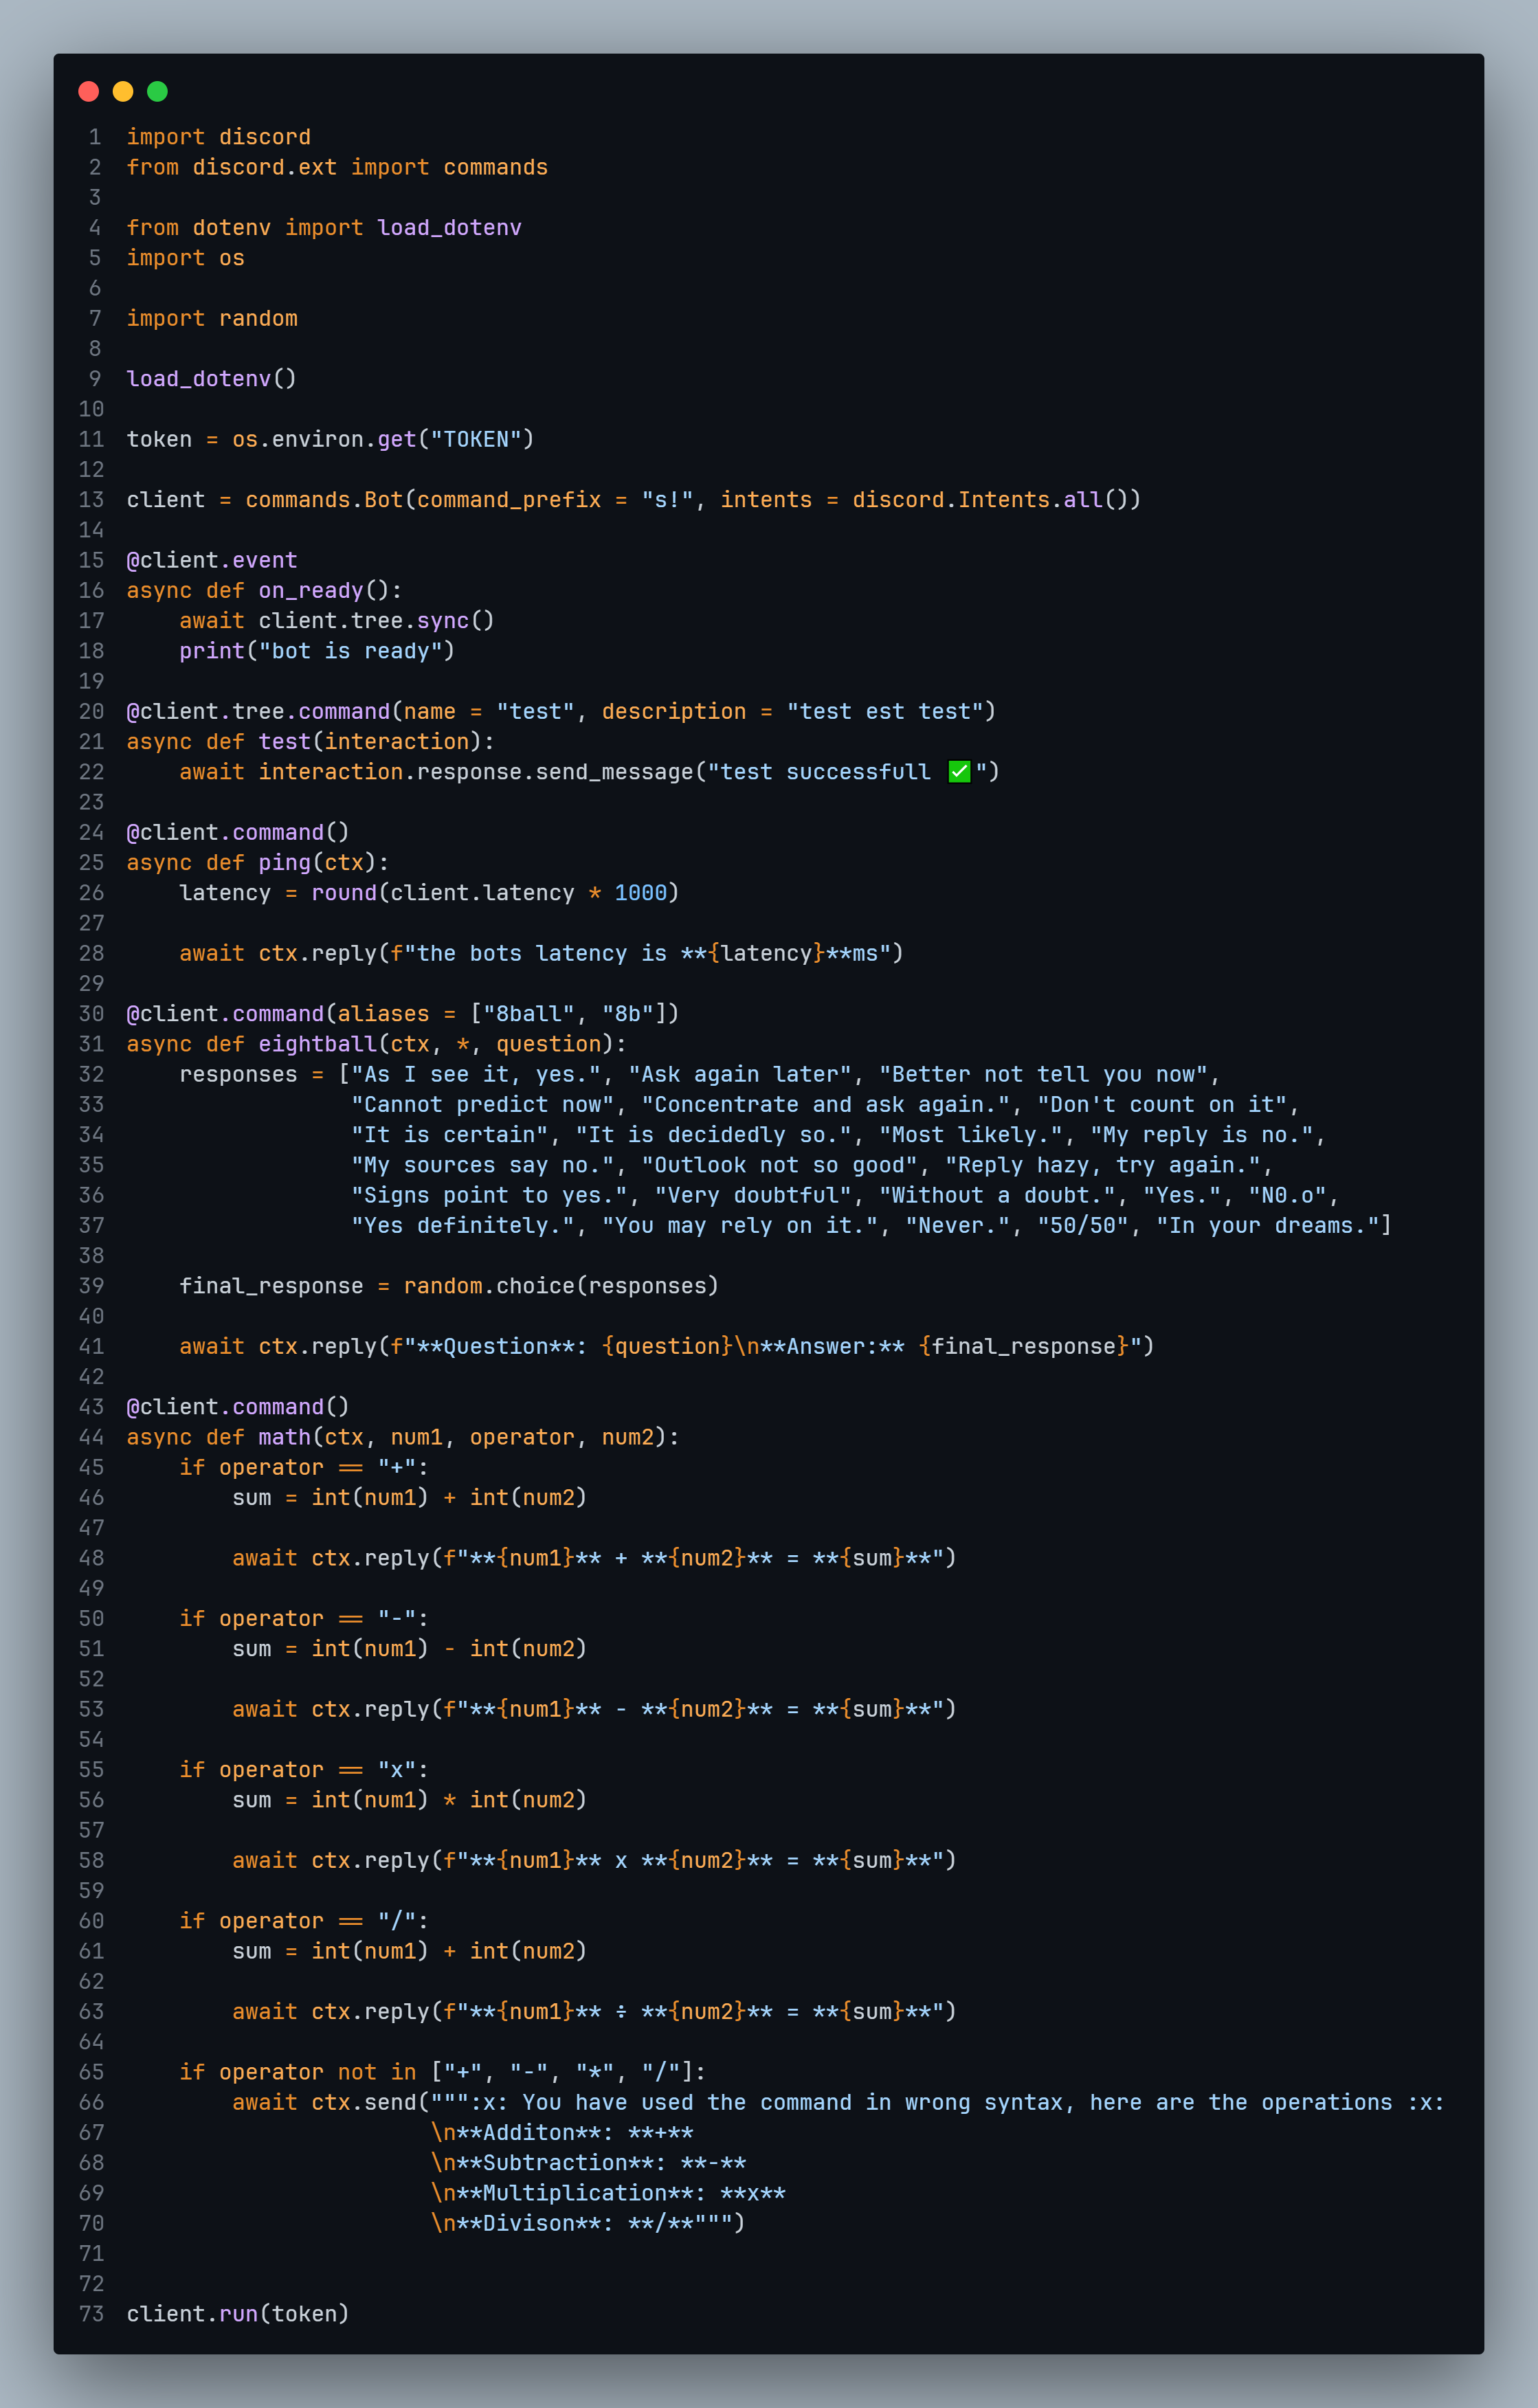 1 import discord
2 from discord.ext import commands
3
4 from dotenv import load_dotenv
5 import os
6
7 import random
8
9 load_dotenv()
10
11 token = os.environ.get("TOKEN")
12
13 client = commands.Bot(command_prefix = "s!", intents = discord.Intents.all())
14
15 @client.event
16 async def on_ready():
17     await client.tree.sync()
18     print("bot is ready")
19
20 @client.tree.command(name = "test", description = "test est test")
21 async def test(interaction):
22     await interaction.response.send_message("test successfull ✅")
23
24 @client.command()
25 async def ping(ctx):
26     latency = round(client.latency * 1000)
27
28     await ctx.reply(f"the bots latency is **{latency}**ms")
29
30 @client.command(aliases = ["8ball", "8b"])
31 async def eightball(ctx, *, question):
32     responses = ["As I see it, yes.", "Ask again later", "Better not tell you now",
33                  "Cannot predict now", "Concentrate and ask again.", "Don't count on it",
34                  "It is certain", "It is decidedly so.", "Most likely.", "My reply is no.",
35                  "My sources say no.", "Outlook not so good", "Reply hazy, try again.",
36                  "Signs point to yes.", "Very doubtful", "Without a doubt.", "Yes.", "N0.o",
37                  "Yes definitely.", "You may rely on it.", "Never.", "50/50", "In your dreams."]
38
39     final_response = random.choice(responses)
40
41     await ctx.reply(f"**Question**: {question}\n**Answer:** {final_response}")
42
43 @client.command()
44 async def math(ctx, num1, operator, num2):
45     if operator == "+":
46         sum = int(num1) + int(num2)
47
48         await ctx.reply(f"**{num1}** + **{num2}** = **{sum}**")
49
50     if operator == "-":
51         sum = int(num1) - int(num2)
52
53         await ctx.reply(f"**{num1}** - **{num2}** = **{sum}**")
54
55     if operator == "x":
56         sum = int(num1) * int(num2)
57
58         await ctx.reply(f"**{num1}** x **{num2}** = **{sum}**")
59
60     if operator == "/":
61         sum = int(num1) + int(num2)
62
63         await ctx.reply(f"**{num1}** ÷ **{num2}** = **{sum}**")
64
65     if operator not in ["+", "-", "*", "/"]:
66         await ctx.send(""":x: You have used the command in wrong syntax, here are the operations :x:
67                        \n**Additon**: **+**
68                        \n**Subtraction**: **-**
69                        \n**Multiplication**: **x**
70                        \n**Divison**: **/**""")
71
72
73 client.run(token)